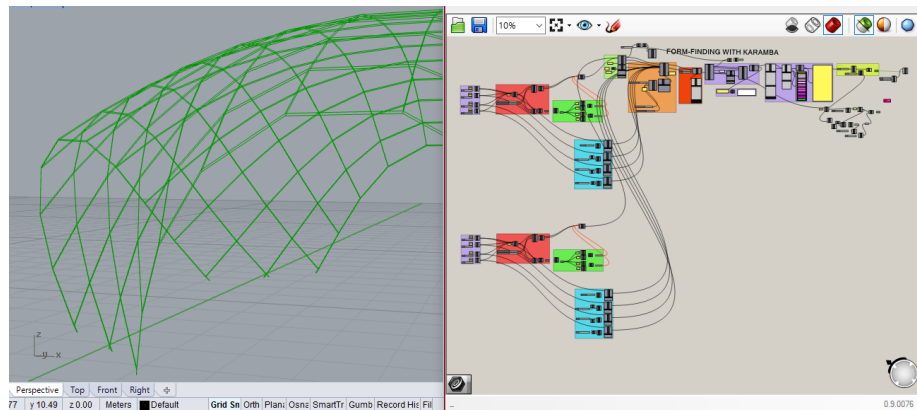 10%
FORM-FINDING WITH KARAMBA
z
y x
Perspective Top Front Right
77 y 10.49 z 0.00 Meters Default Grid Sn Orth Plana Osna SmartTr Gumb Record His Fil
0.9.0076